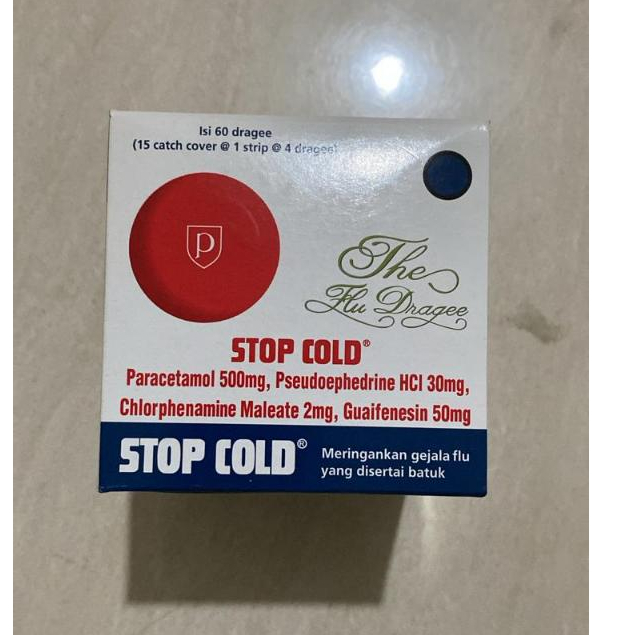 Isi 60 dragee
(15 catch cover @ 1 strip @ 4 dragee)
P
The
Flu Dragee
STOP COLD®
Paracetamol 500mg, Pseudoephedrine HCl 30mg,
Chlorphenamine Maleate 2mg, Guaifenesin 50mg
STOP COLD®
Meringankan gejala flu
yang disertai batuk